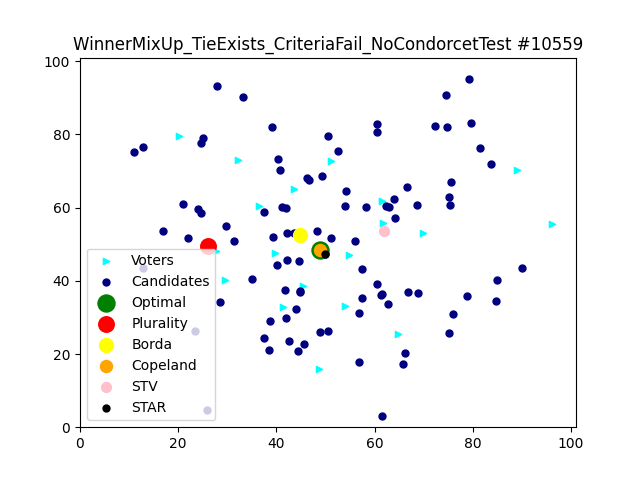 WinnerMixUp_TieExists_CriteriaFail_NoCondorcetTest #10559
100
80
60
40
20
0
Voters
Candidates
Optimal
Plurality
Borda
Copeland
STV
STAR
0 20 40 60 80 100